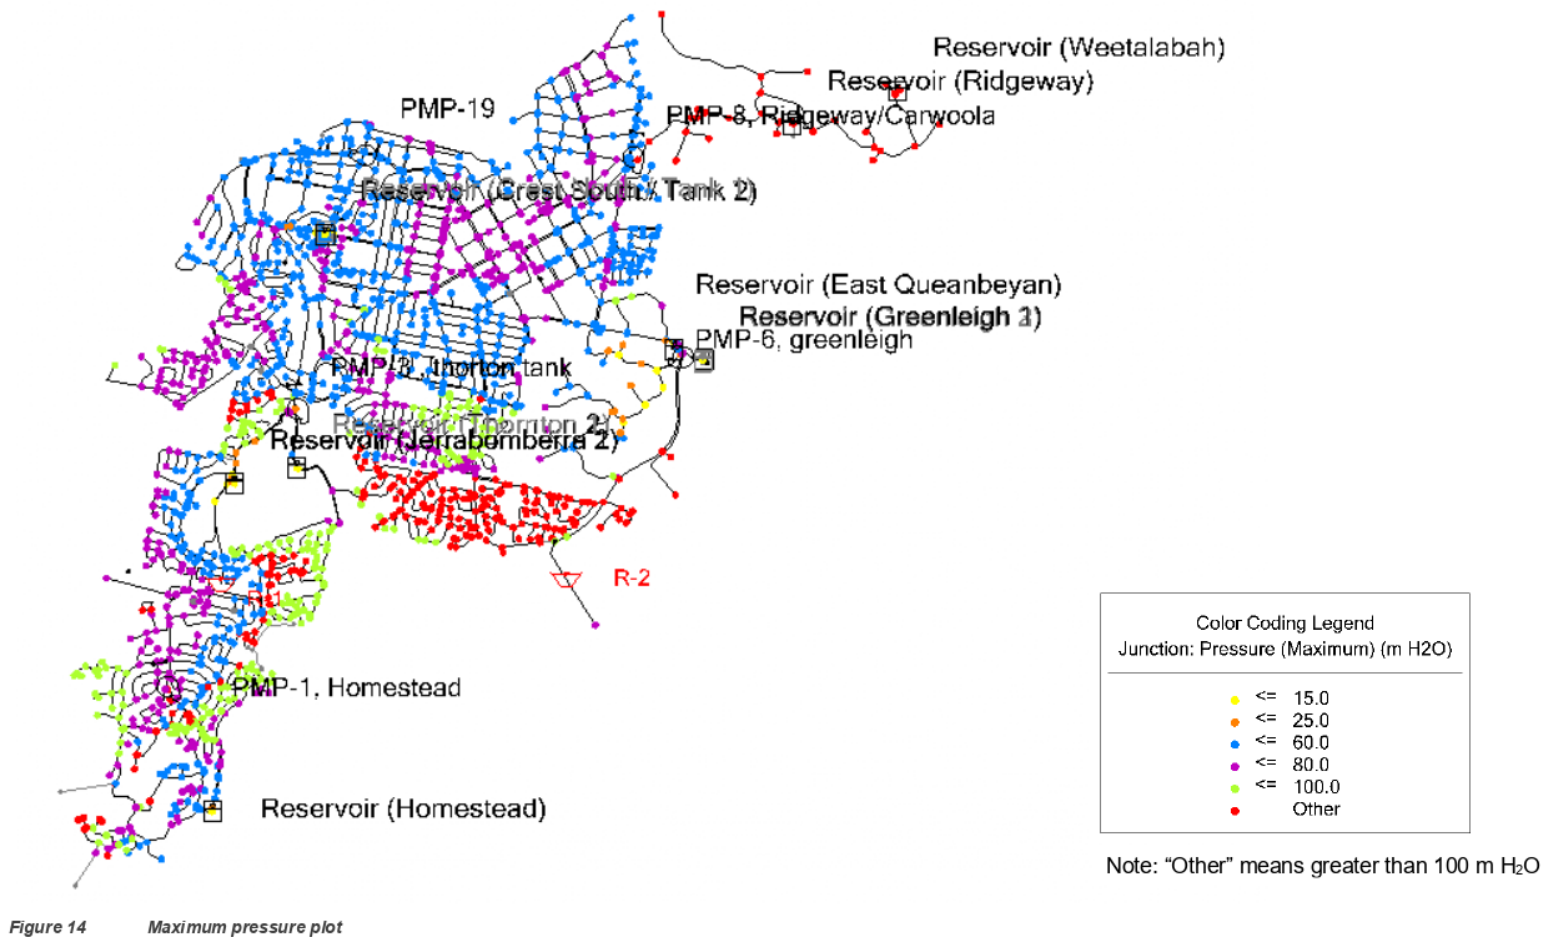 Reservoir (Weetalabah)
Reservoir (Ridgeway)
PMP-19
PMP-8, Ridgeway/Carwoola
Reservoir (Crest South / Tank 2)
Reservoir (East Queanbeyan)
Reservoir (Greenleigh
PMP-6, greenleigh
PMP-3 , thorton tank
Reservoir (Thornton 2)
Reservoir (Jerrabomberra 2)
R-2
PMP-1, Homestead
Reservoir (Homestead)
Color Coding Legend
Junction: Pressure (Maximum) (m H2O)
<= 15.0
<= 25.0
<= 60.0
<= 80.0
<= 100.0
Other
Note: “Other” means greater than 100 m H₂O
Figure 14 Maximum pressure plot